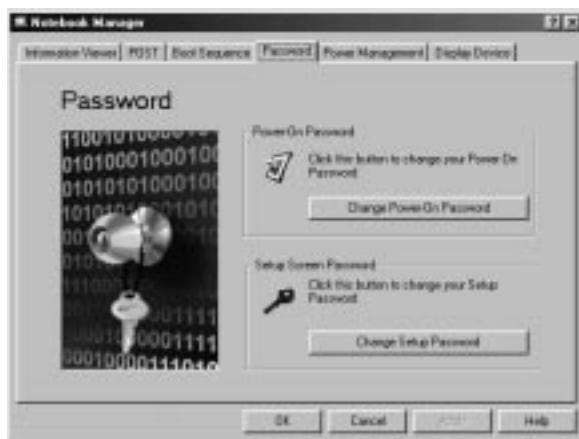 Notebook Manager
Information Viewer POST Boot Sequence Password Power Management Display Device
Password
Power-On Password
Click this button to change your Power-On
Password
Change Power-On Password
Setup Screen Password
Click this button to change your Setup
Password
Change Setup Password
OK Cancel Help